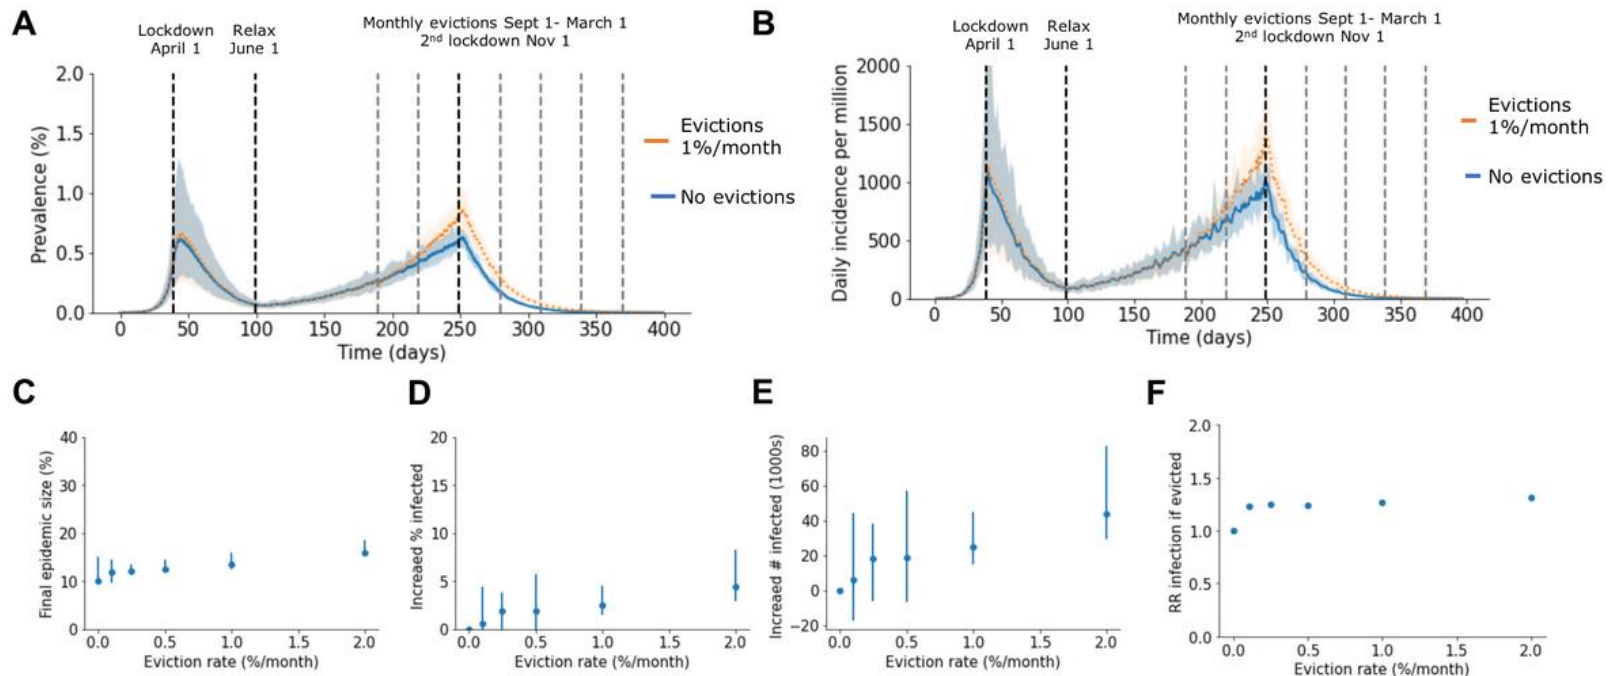 A
Lockdown
April 1
Relax
June 1
Monthly evictions Sept 1- March 1
2nd lockdown Nov 1
Prevalence (%)
2.0
1.5
1.0
0.5
0.0
0 50 100 150 200 250 300 350 400
Time (days)
Evictions
1%/month
No evictions
B
Lockdown
April 1
Relax
June 1
Monthly evictions Sept 1- March 1
2nd lockdown Nov 1
Daily incidence per million
2000
1500
1000
500
0
0 50 100 150 200 250 300 350 400
Time (days)
Evictions
1%/month
No evictions
C
Final epidemic size (%)
40
30
20
10
0
0.0 0.5 1.0 1.5 2.0
Eviction rate (%/month)
D
Increaed % infected
20
15
10
5
0
0.0 0.5 1.0 1.5 2.0
Eviction rate (%/month)
E
Increaed # infected (1000s)
80
60
40
20
0
−20
0.0 0.5 1.0 1.5 2.0
Eviction rate (%/month)
F
RR infection if evicted
2.0
1.5
1.0
0.5
0.0
0.0 0.5 1.0 1.5 2.0
Eviction rate (%/month)